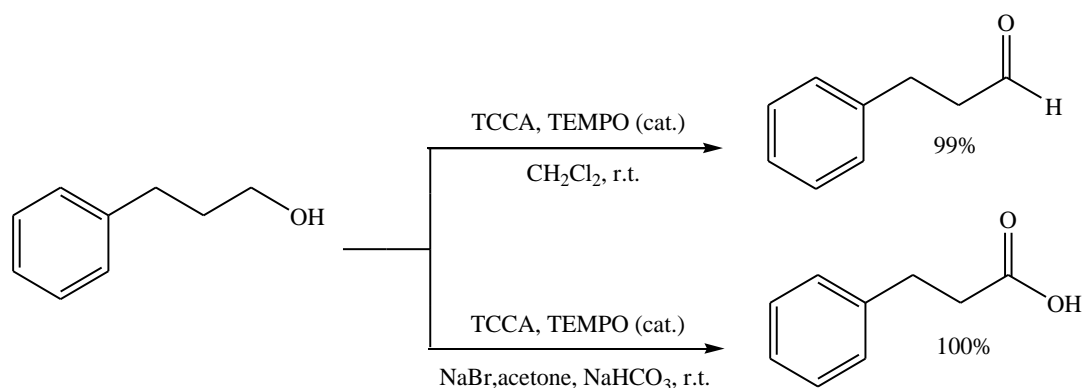 O
H
99%
TCCA, TEMPO (cat.)
CH₂Cl₂, r.t.
OH
O
OH
100%
TCCA, TEMPO (cat.)
NaBr,acetone, NaHCO₃, r.t.